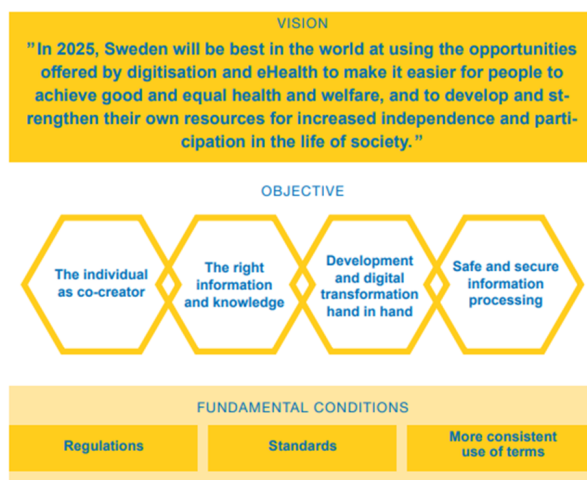 VISION
”In 2025, Sweden will be best in the world at using the opportunities
offered by digitisation and eHealth to make it easier for people to
achieve good and equal health and welfare, and to develop and st-
rengthen their own resources for increased independence and parti-
cipation in the life of society.”
OBJECTIVE
The individual
as co-creator
The right
information
and knowledge
Development
and digital
transformation
hand in hand
Safe and secure
information
processing
FUNDAMENTAL CONDITIONS
Regulations
Standards
More consistent
use of terms